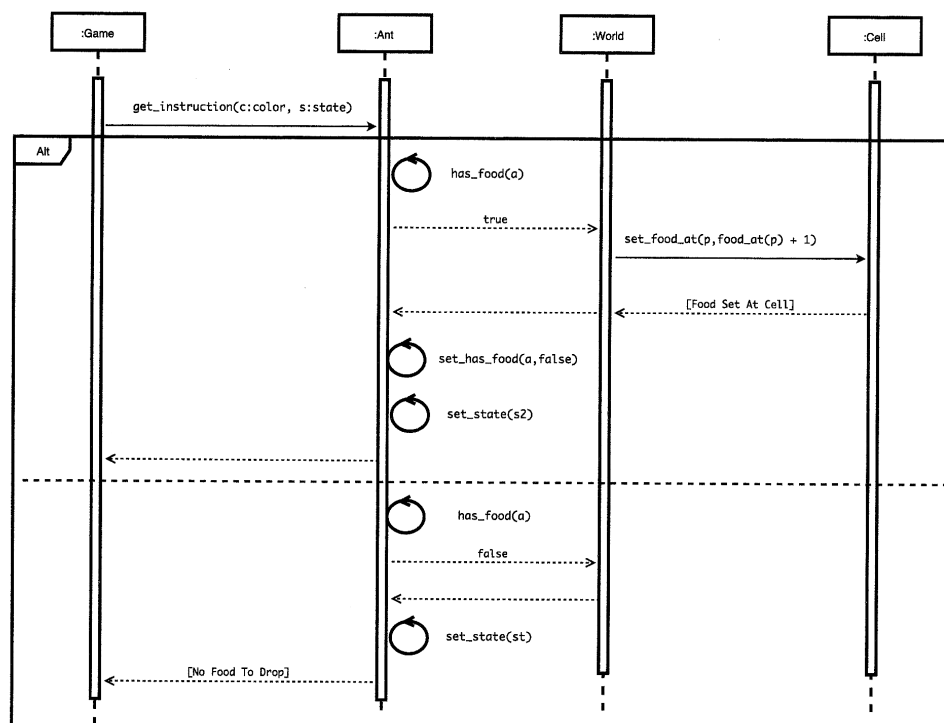 :Game
:Ant
:World
:Cell
get_instruction(c:color, s:state)
Alt
has_food(a)
true
set_food_at(p,food_at(p) + 1)
[Food Set At Cell]
set_has_food(a,false)
set_state(s2)
has_food(a)
false
set_state(st)
[No Food To Drop]